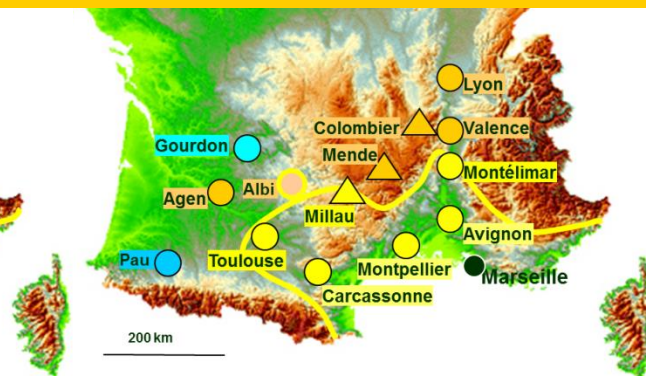 Lyon
Colombier
Valence
Gourdon
Mende
Montélimar
Albi
Agen
Millau
Avignon
Pau
Toulouse
Montpellier
Marseille
Carcassonne
200 km